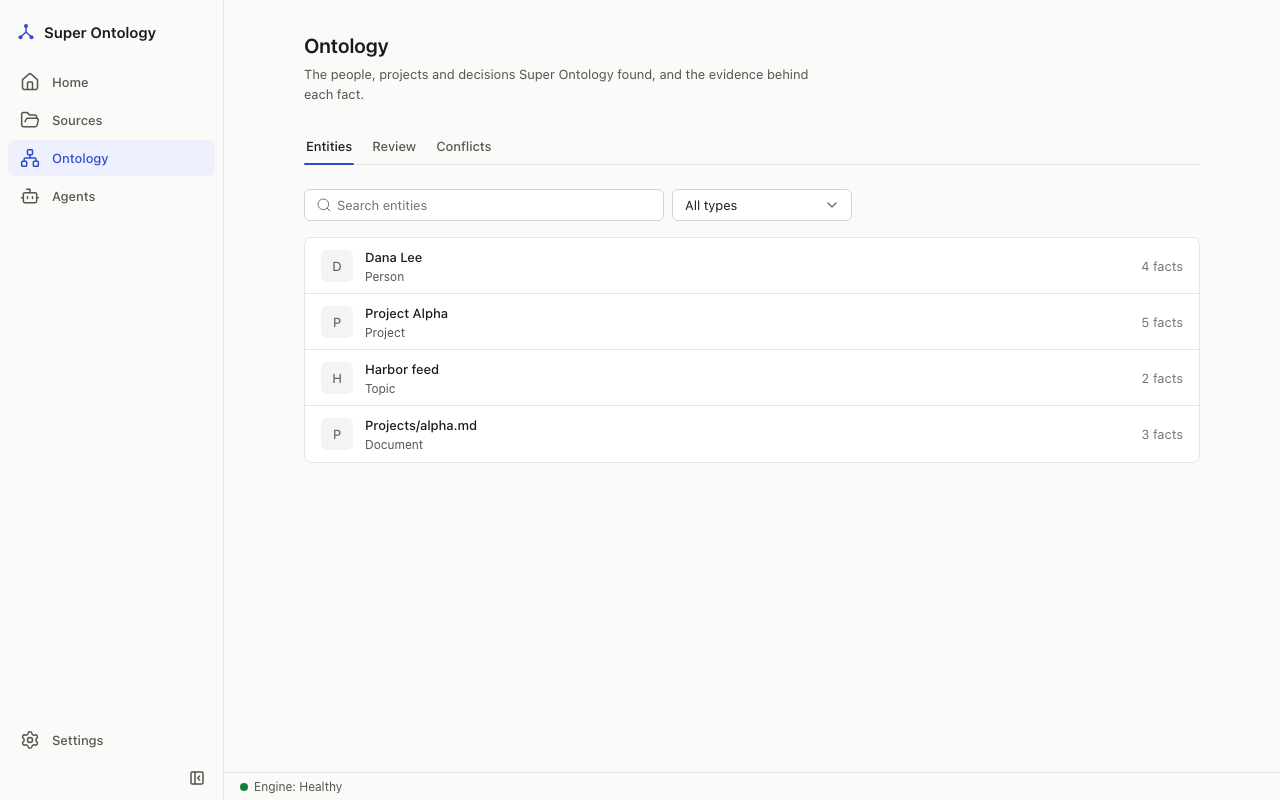 Super Ontology
Home
Sources
Ontology
Agents
Settings
Ontology
The people, projects and decisions Super Ontology found, and the evidence behind
each fact.
Entities
Review
Conflicts
Search entities
All types
D
Dana Lee
Person
4 facts
P
Project Alpha
Project
5 facts
H
Harbor feed
Topic
2 facts
P
Projects/alpha.md
Document
3 facts
Engine: Healthy